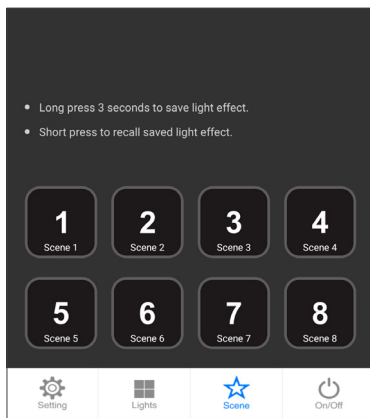 Long press 3 seconds to save light effect.
Short press to recall saved light effect.
1 2 3 4
Scene 1 Scene 2 Scene 3 Scene 4
5 6 7 8
Scene 5 Scene 6 Scene 7 Scene 8
Setting Lights Scene On/Off